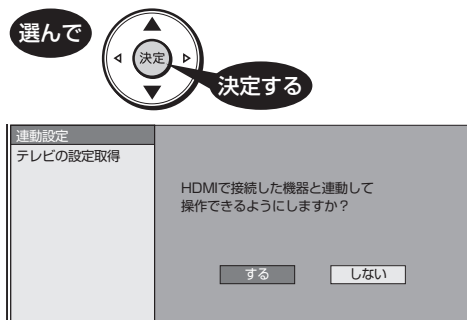 選んで
決定
決定する
連動設定
テレビの設定取得
HDMIで接続した機器と連動して
操作できるようにしますか？
する
しない